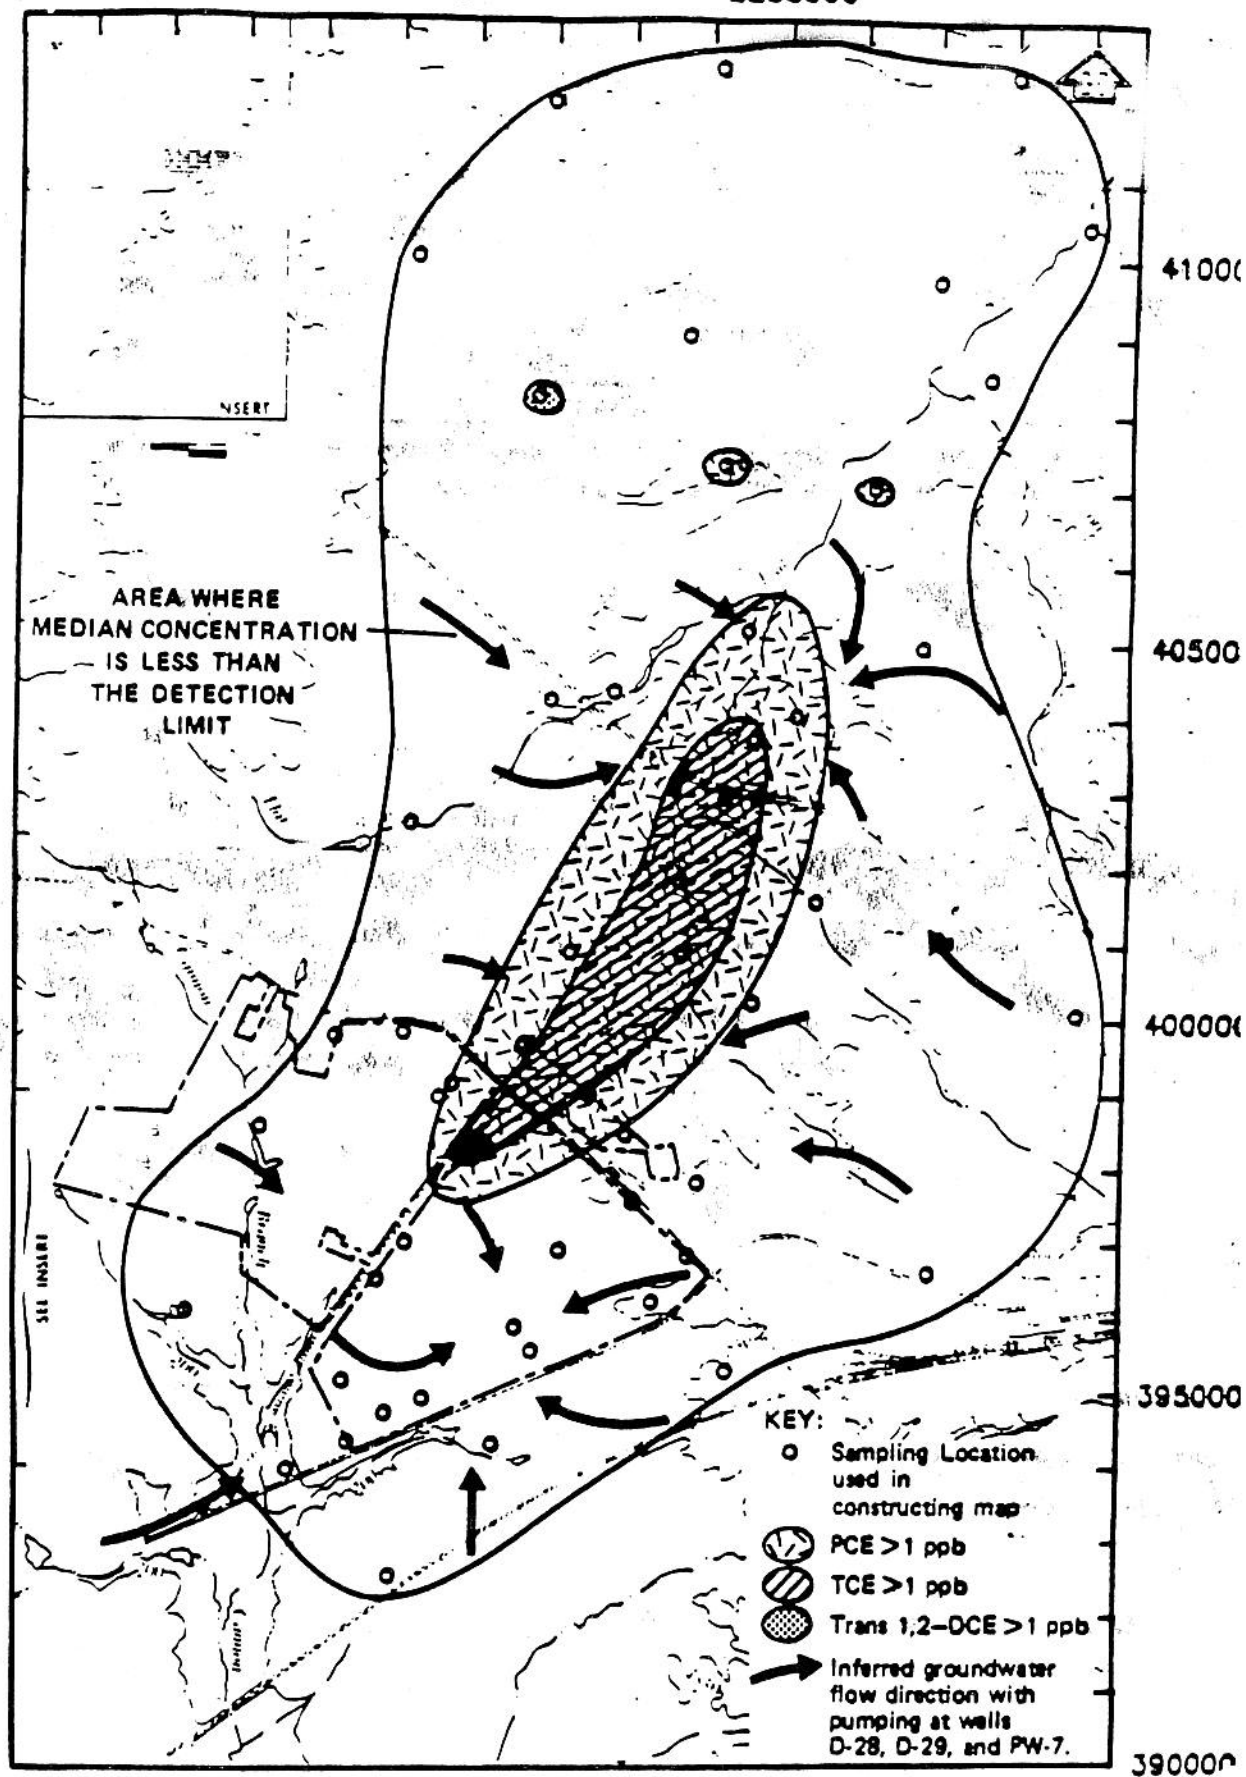 41000
NSERT
AREA WHERE
MEDIAN CONCENTRATION
IS LESS THAN
THE DETECTION
LIMIT
40500
400000
SEE INSERT
395000
KEY:
Sampling Location
used in
constructing map
PCE > 1 ppb
TCE > 1 ppb
Trans 1,2-DCE > 1 ppb
Inferred groundwater
flow direction with
pumping at wells
D-28, D-29, and PW-7.
390000